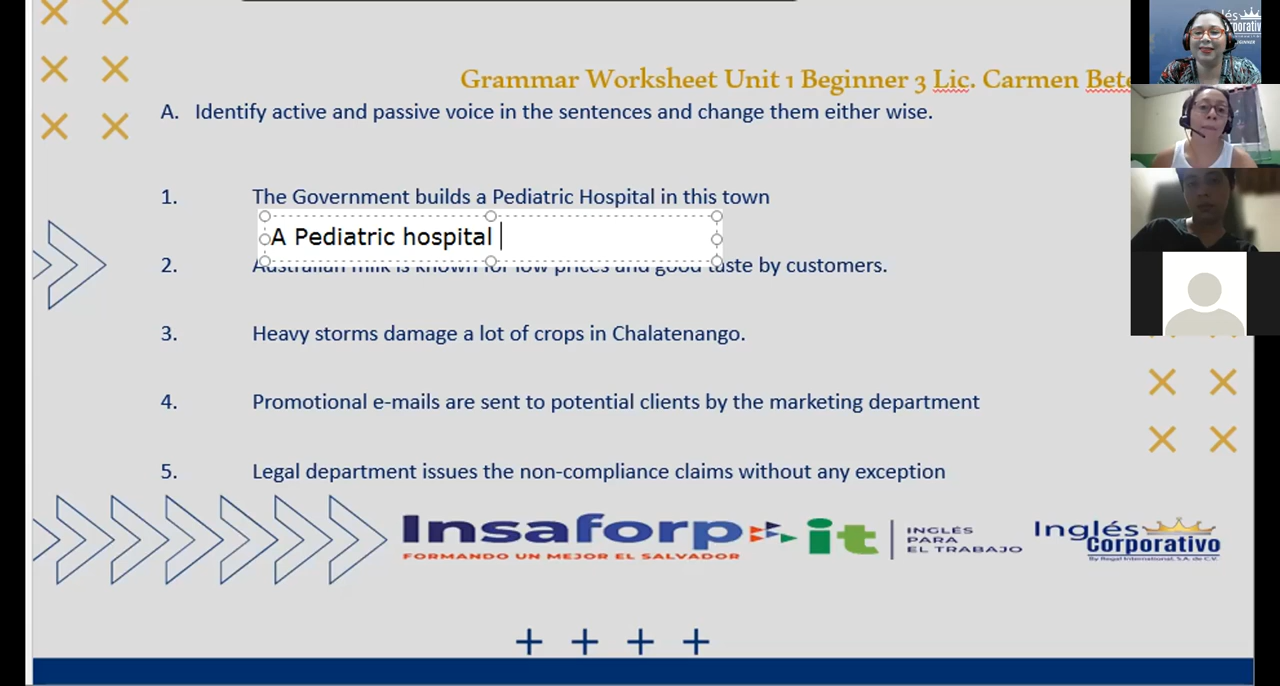 Grammar Worksheet Unit 1 Beginner 3 Lic. Carmen Bete
A. Identify active and passive voice in the sentences and change them either wise.
1. The Government builds a Pediatric Hospital in this town
A Pediatric hospital
2. Australian milk is known for low prices and good taste by customers.
3. Heavy storms damage a lot of crops in Chalatenango.
4. Promotional e-mails are sent to potential clients by the marketing department
5. Legal department issues the non-compliance claims without any exception
Insaforp
FORMANDO UN MEJOR EL SALVADOR
it
INGLÉS
PARA
EL TRABAJO
Inglés
Corporativo
By Regal International, S.A. de C.V.